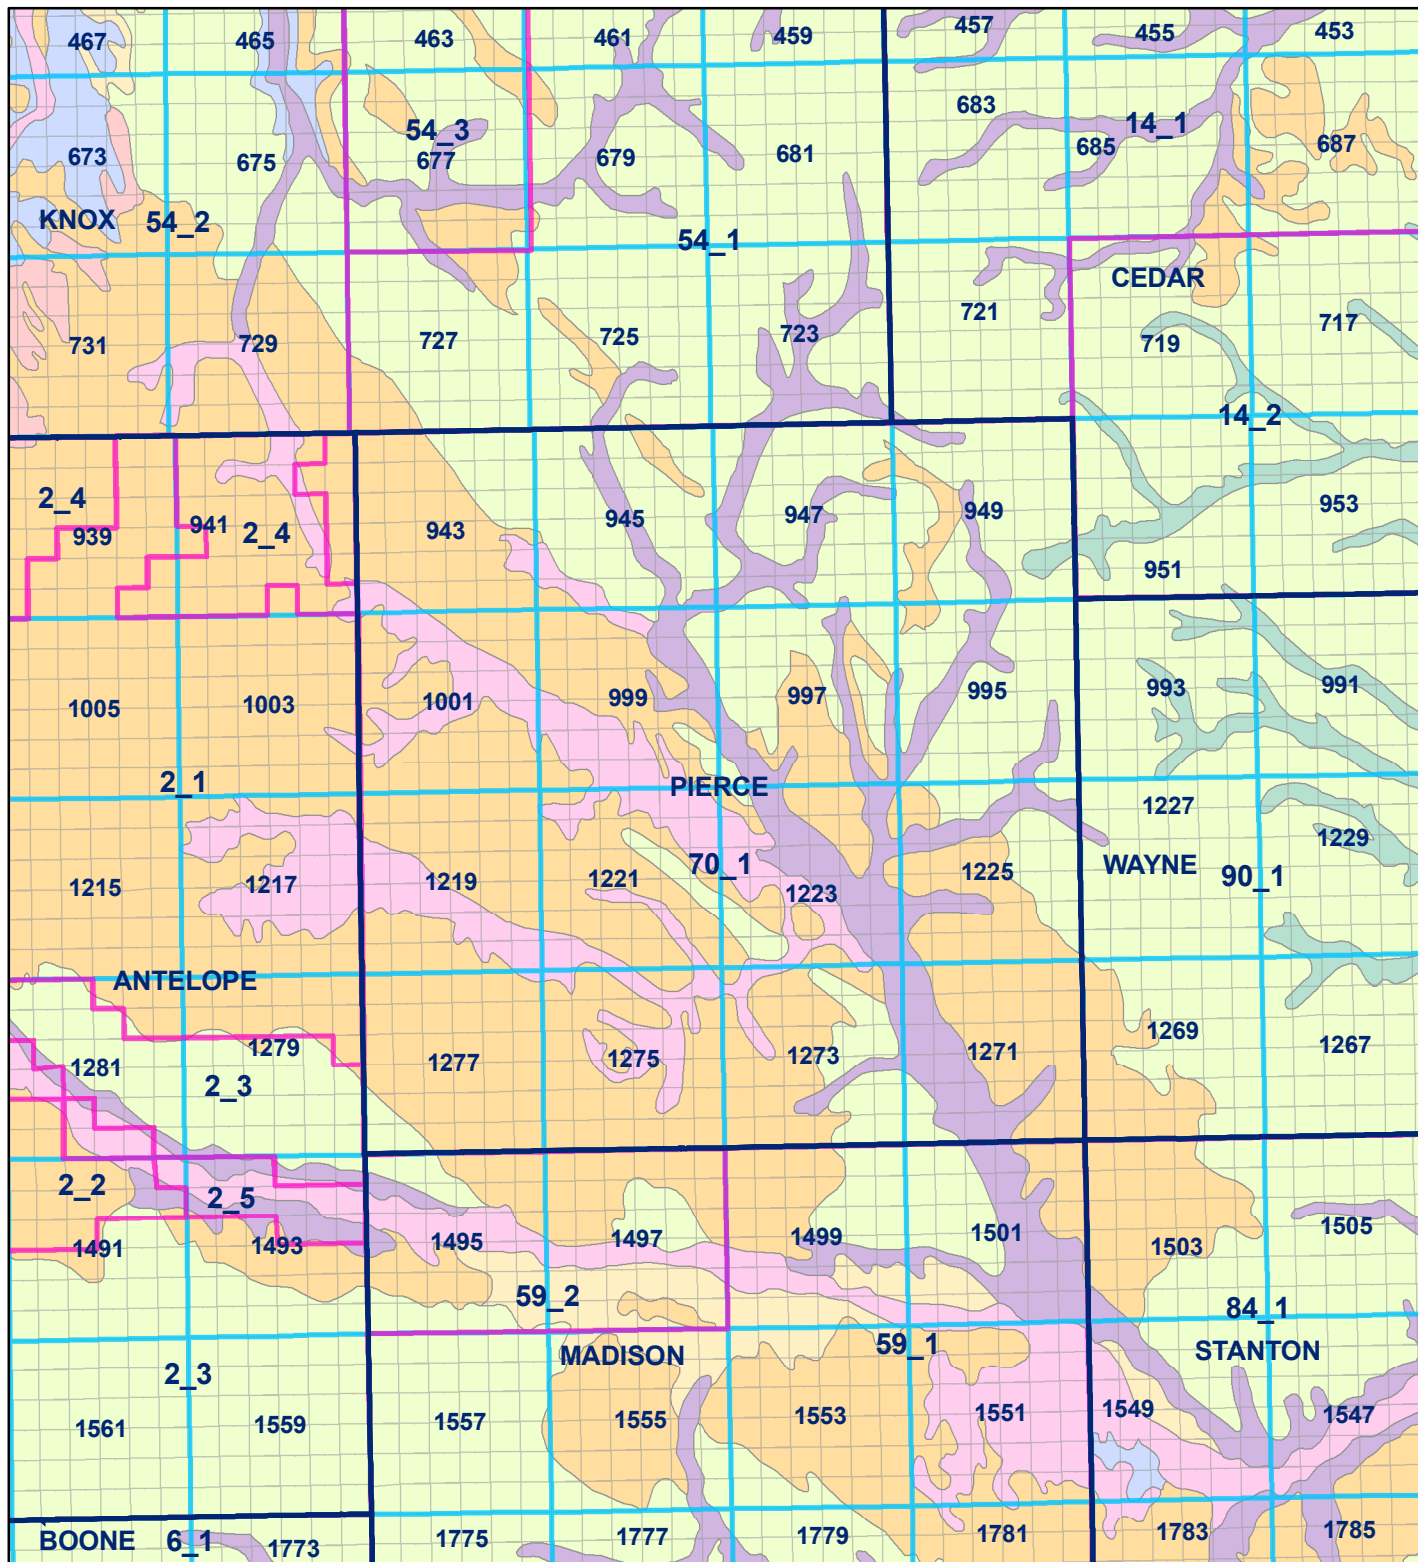 467 465 463 461 459 457 455 453
673 675 54_3 677 679 681 683 685 14_1 687
KNOX 54_2 54_1
CEDAR
731 729 727 725 723 721 719 717
14_2
2_4 939 941 2_4 943 945 947 949 951 953
1005 1003 1001 999 997 995 993 991
2_1 PIERCE
1215 1217 1219 1221 70_1 1223 1225 1227 1229
WAYNE 90_1
ANTELOPE
1281 1279 1277 1275 1273 1271 1269 1267
2_3
2_2 2_5
1491 1493 1495 1497 1499 1501 1503 1505
59_2 84_1
MADISON 59_1 STANTON
2_3
1561 1559 1557 1555 1553 1551 1549 1547
BOONE 6_1 1773 1775 1777 1779 1781 1783 1785